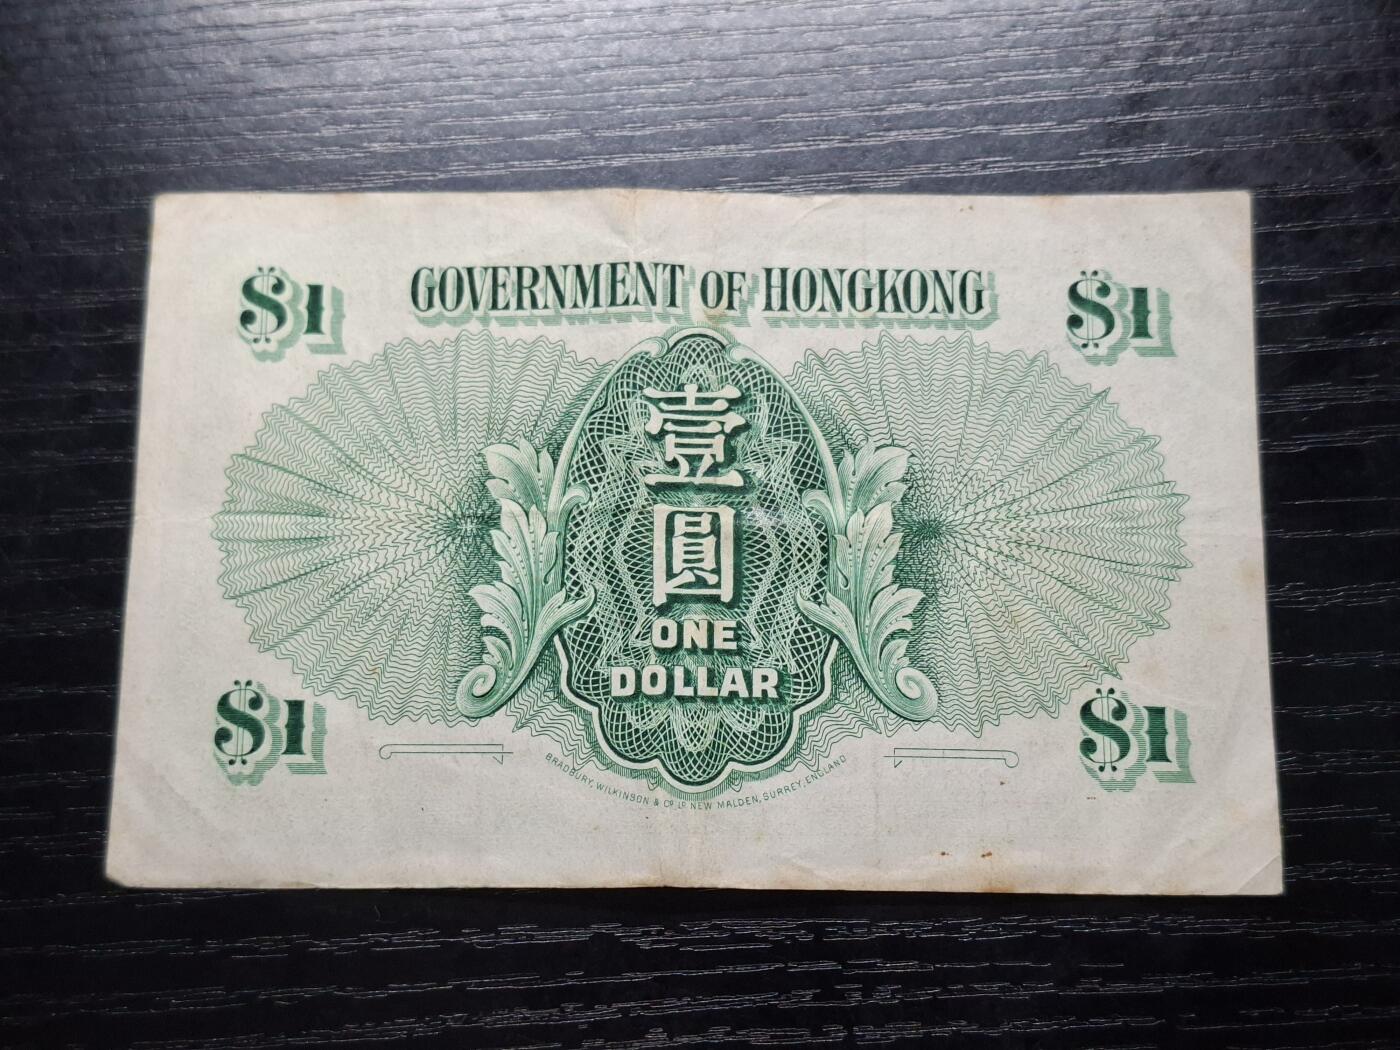 $1 GOVERNMENT OF HONGKONG $1
壹
圓
ONE
DOLLAR
$1 $1
BRADBURY, WILKINSON & Cº Lᴰ NEW MALDEN, SURREY, ENGLAND